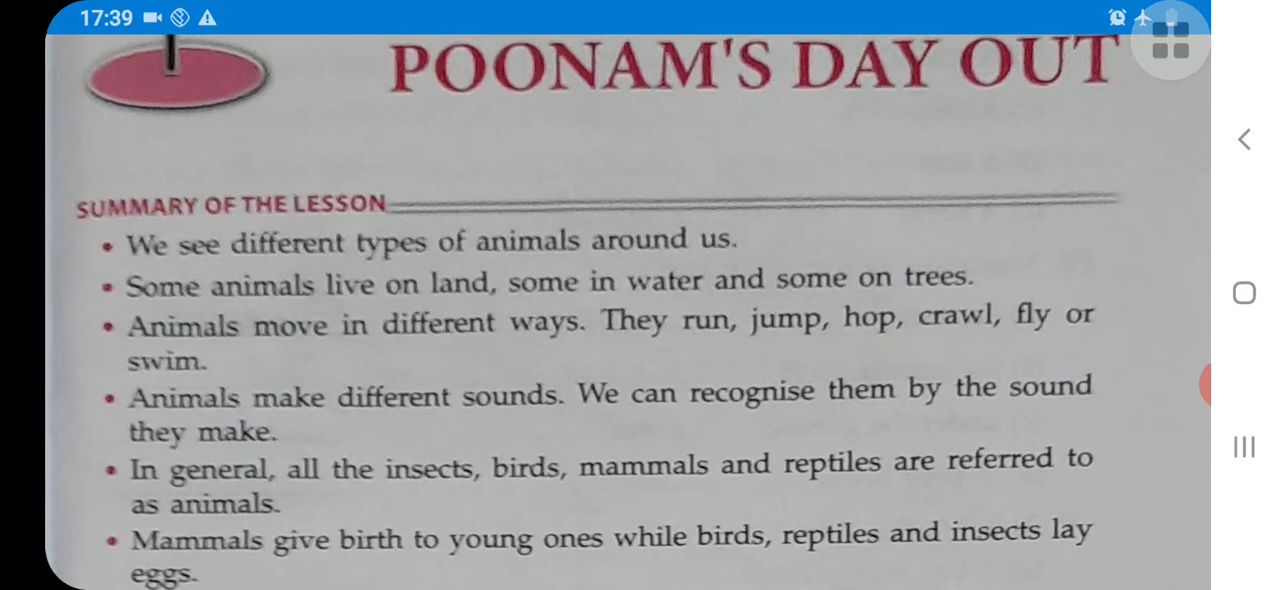 17:39
POONAM'S DAY OUT
SUMMARY OF THE LESSON
• We see different types of animals around us.
• Some animals live on land, some in water and some on trees.
• Animals move in different ways. They run, jump, hop, crawl, fly or
swim.
• Animals make different sounds. We can recognise them by the sound
they make.
• In general, all the insects, birds, mammals and reptiles are referred to
as animals.
• Mammals give birth to young ones while birds, reptiles and insects lay
eggs.